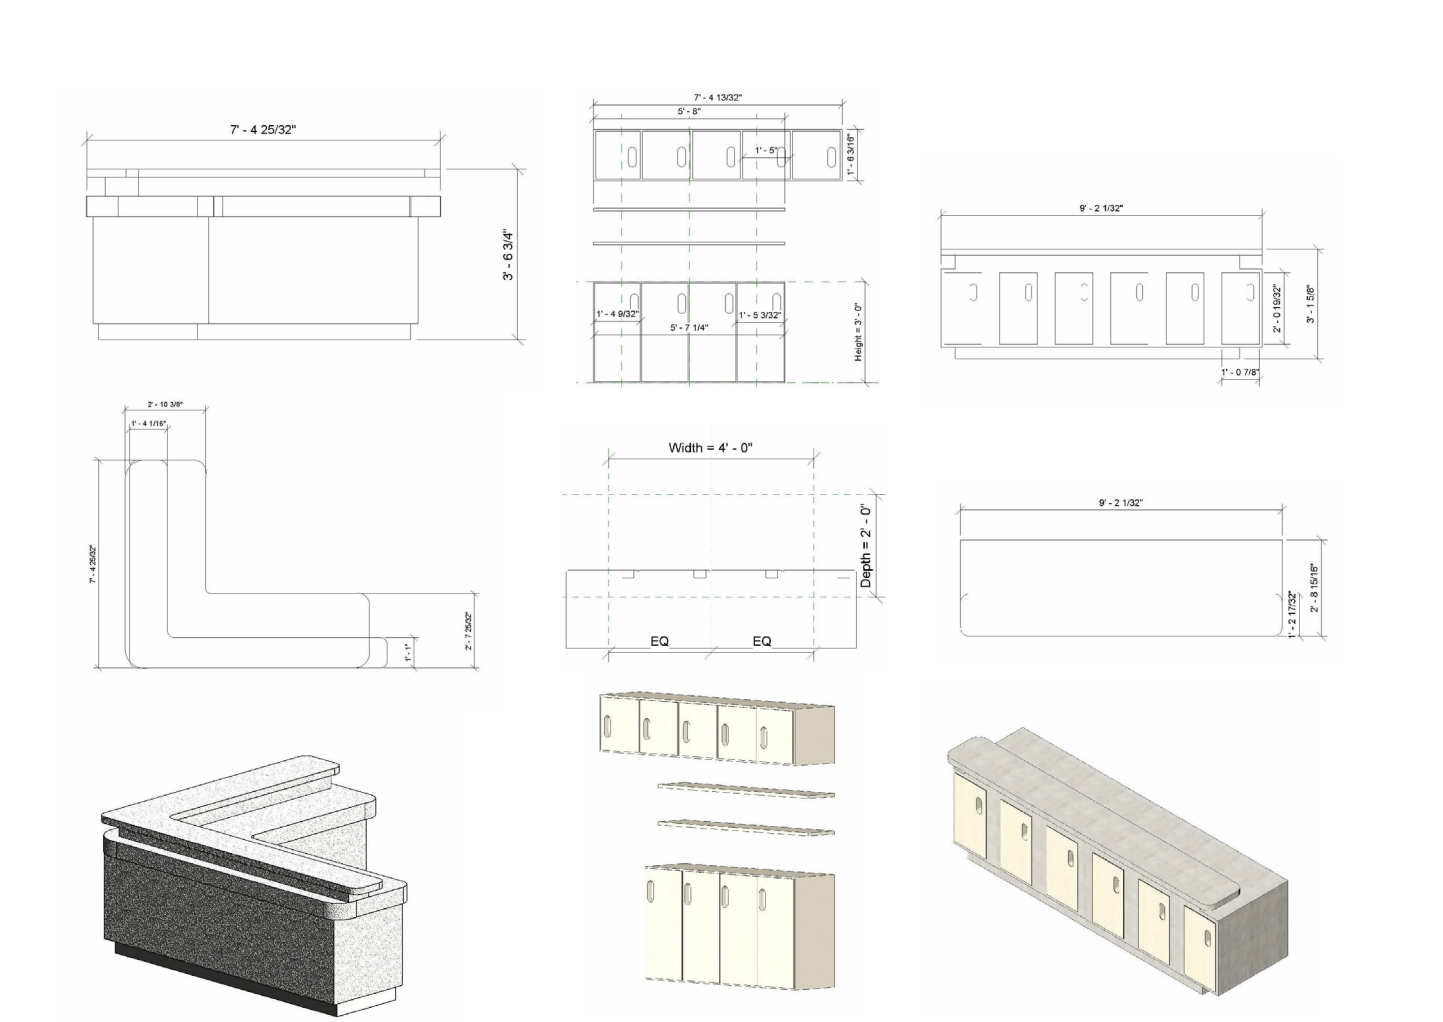 7' - 4 25/32"
3' - 6 3/4"
7' - 4 13/32"
5' - 8"
1' - 5"
1' - 6 3/16"
1' - 4 9/32"
1' - 5 3/32"
5' - 7 1/4"
Height = 3' - 0"
9' - 2 1/32"
2' - 0 19/32"
3' - 1 5/8"
1' - 0 7/8"
2' - 10 3/8"
1' - 4 1/16"
7' - 4 25/32"
2' - 7 25/32"
1' - 1"
Width = 4' - 0"
Depth = 2' - 0"
EQ EQ
9' - 2 1/32"
1' - 2 17/32"
2' - 8 15/16"